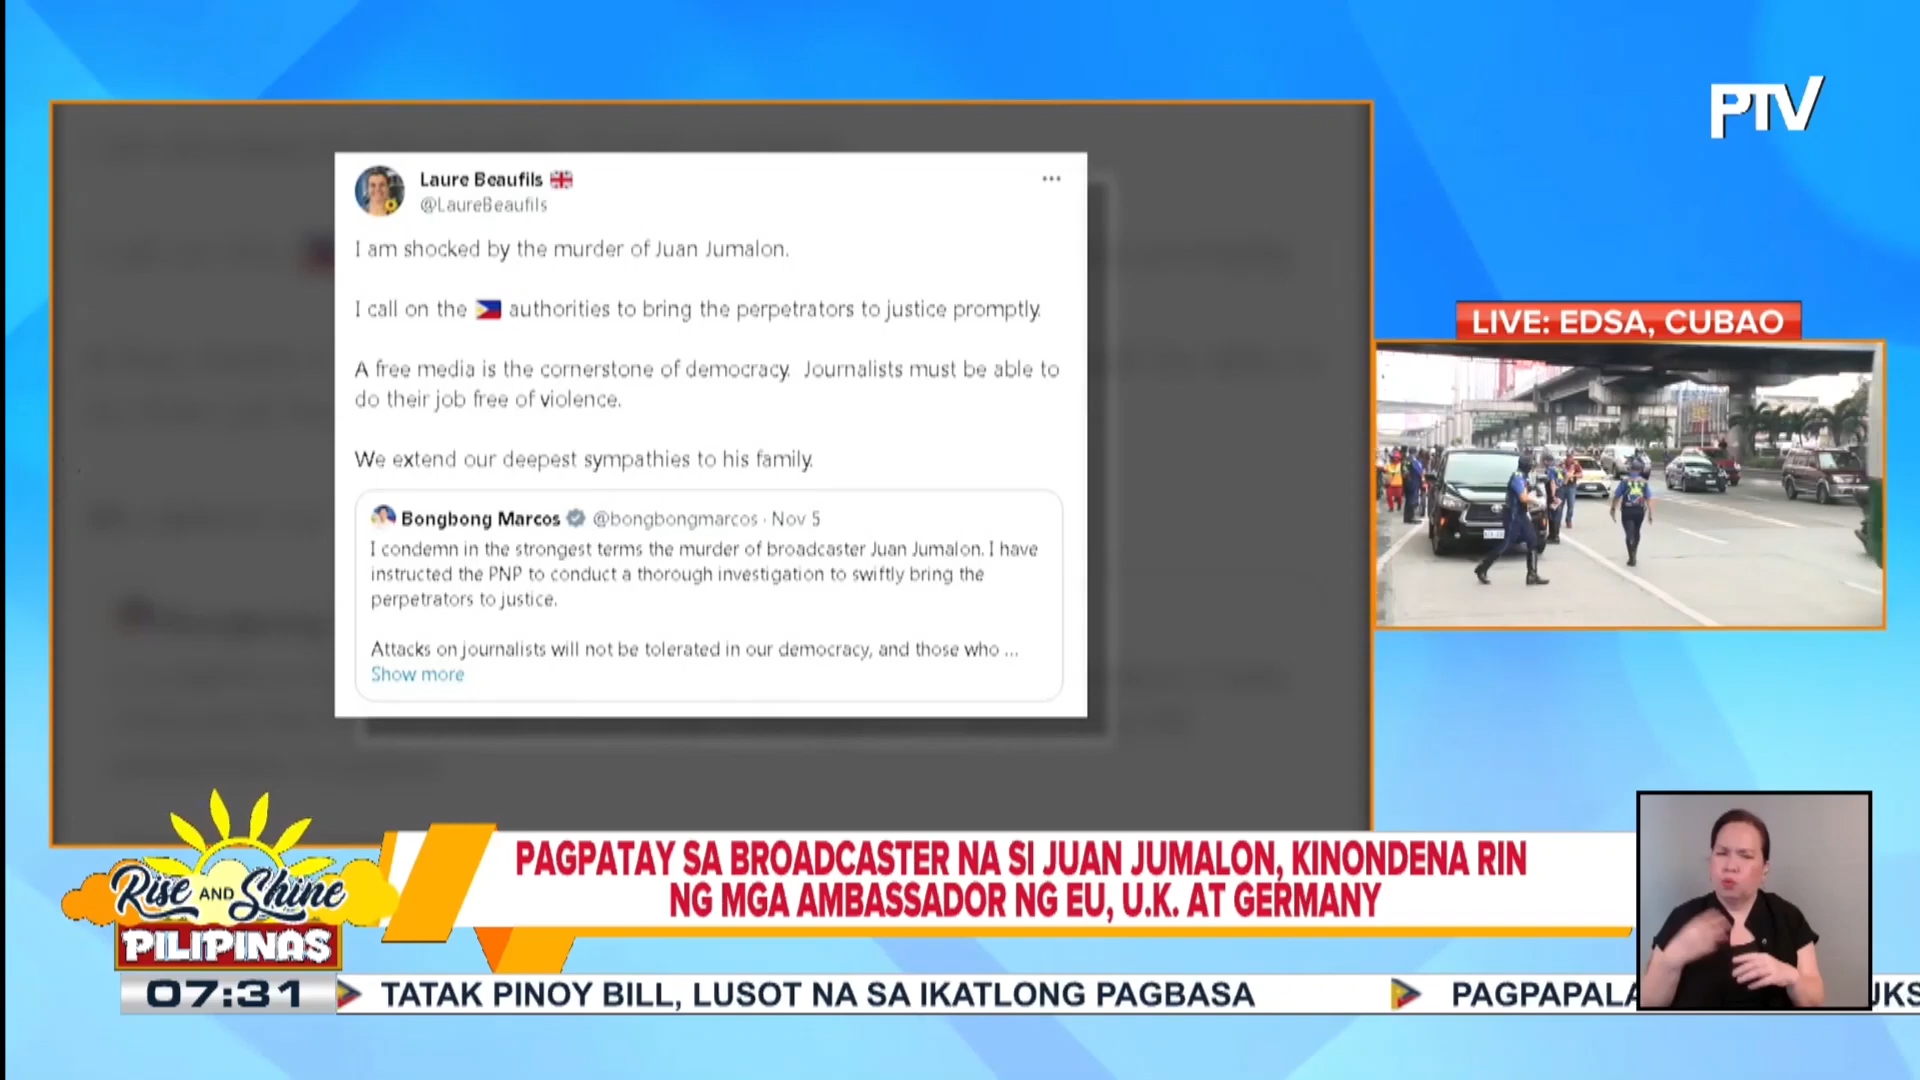 PTV
Laure Beaufils
@LaureBeaufils
I am shocked by the murder of Juan Jumalon.
I call on the authorities to bring the perpetrators to justice promptly.
A free media is the cornerstone of democracy. Journalists must be able to
do their job free of violence.
We extend our deepest sympathies to his family.
Bongbong Marcos @bongbongmarcos · Nov 5
I condemn in the strongest terms the murder of broadcaster Juan Jumalon. I have
instructed the PNP to conduct a thorough investigation to swiftly bring the
perpetrators to justice.
Attacks on journalists will not be tolerated in our democracy, and those who ...
Show more
LIVE: EDSA, CUBAO
Rise AND Shine
PILIPINAS
PAGPATAY SA BROADCASTER NA SI JUAN JUMALON, KINONDENA RIN
NG MGA AMBASSADOR NG EU, U.K. AT GERMANY
07:31
TATAK PINOY BILL, LUSOT NA SA IKATLONG PAGBASA